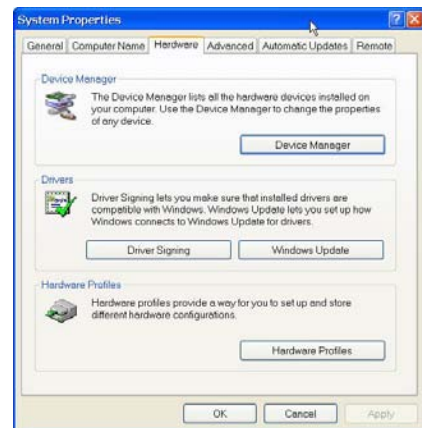 System Properties
General Computer Name Hardware Advanced Automatic Updates Remote
Device Manager
The Device Manager lists all the hardware devices installed on
your computer. Use the Device Manager to change the properties
of any device.
Device Manager
Drivers
Driver Signing lets you make sure that installed drivers are
compatible with Windows. Windows Update lets you set up how
Windows connects to Windows Update for drivers.
Driver Signing Windows Update
Hardware Profiles
Hardware profiles provide a way for you to set up and store
different hardware configurations.
Hardware Profiles
OK Cancel Apply